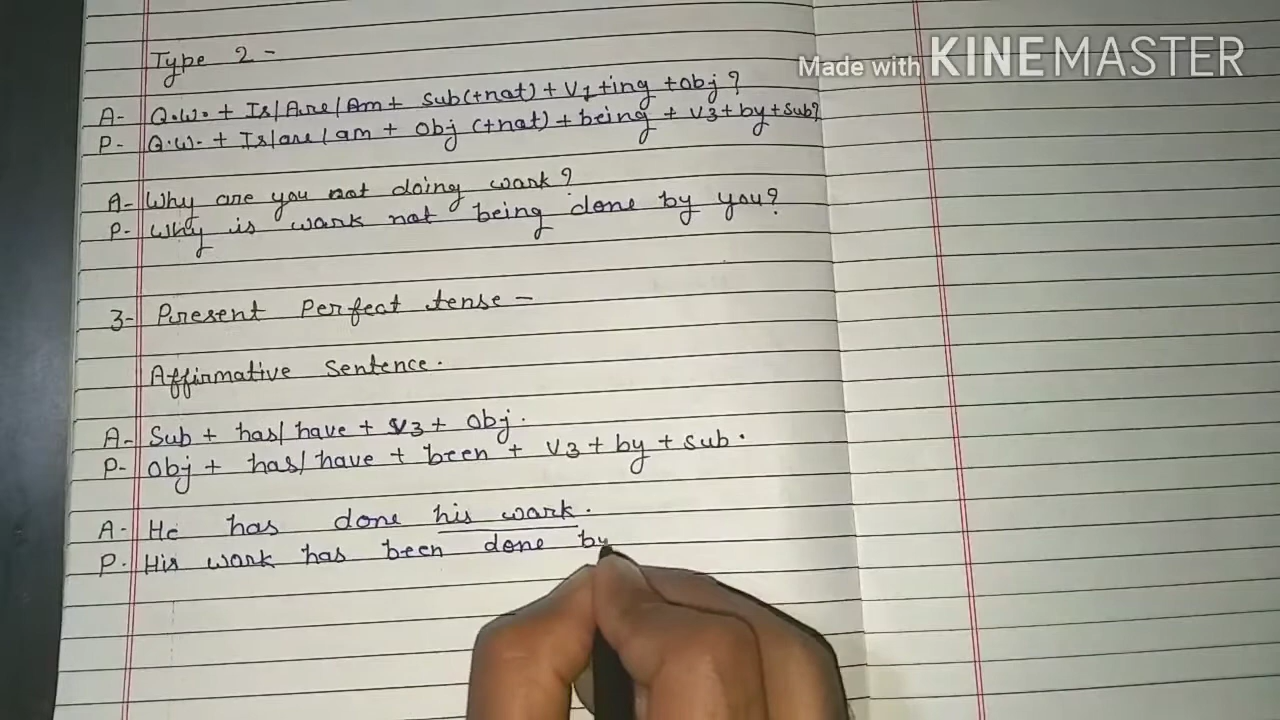 Type 2 -
Made with KINEMASTER
A- Q.W. + Is/Are/Am + Sub(+not) + V1 + ing + obj?
P- Q.W. + Is/are/am + Obj (+not) + being + V3 + by + sub?
A- Why are you not doing work?
P- Why is work not being done by you?
3- Present Perfect tense -
Affirmative Sentence.
A- Sub + has/have + V3 + Obj.
P- Obj + has/have + been + V3 + by + sub.
A- He has done his work.
P- His work has been done by